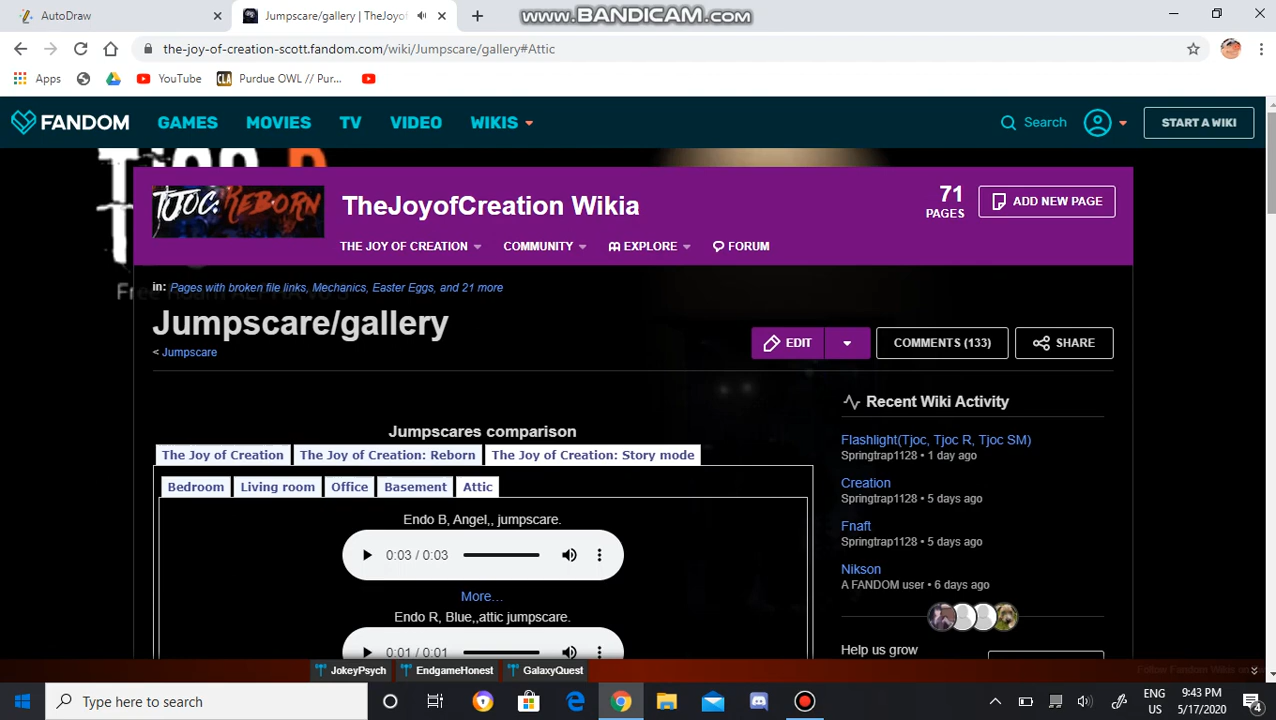 AutoDraw
Jumpscare/gallery | TheJoyof
www.BANDICAM.com
the-joy-of-creation-scott.fandom.com/wiki/Jumpscare/gallery#Attic
Apps
YouTube
CLA
Purdue OWL // Pur...
FANDOM
GAMES
MOVIES
TV
VIDEO
WIKIS
Search
START A WIKI
TJOC: REBORN
TheJoyofCreation Wikia
71
PAGES
ADD NEW PAGE
THE JOY OF CREATION
COMMUNITY
EXPLORE
FORUM
in: Pages with broken file links, Mechanics, Easter Eggs, and 21 more
Jumpscare/gallery
< Jumpscare
EDIT
COMMENTS (133)
SHARE
Recent Wiki Activity
Flashlight(Tjoc, Tjoc R, Tjoc SM)
Springtrap1128 • 1 day ago
Creation
Springtrap1128 • 5 days ago
Fnaft
Springtrap1128 • 5 days ago
Nikson
A FANDOM user • 6 days ago
Help us grow
Jumpscares comparison
The Joy of Creation
The Joy of Creation: Reborn
The Joy of Creation: Story mode
Bedroom
Living room
Office
Basement
Attic
Endo B, Angel,, jumpscare.
0:03 / 0:03
More…
Endo R, Blue,,attic jumpscare.
0:01 / 0:01
JokeyPsych
EndgameHonest
GalaxyQuest
Type here to search
ENG
US
9:43 PM
5/17/2020
4